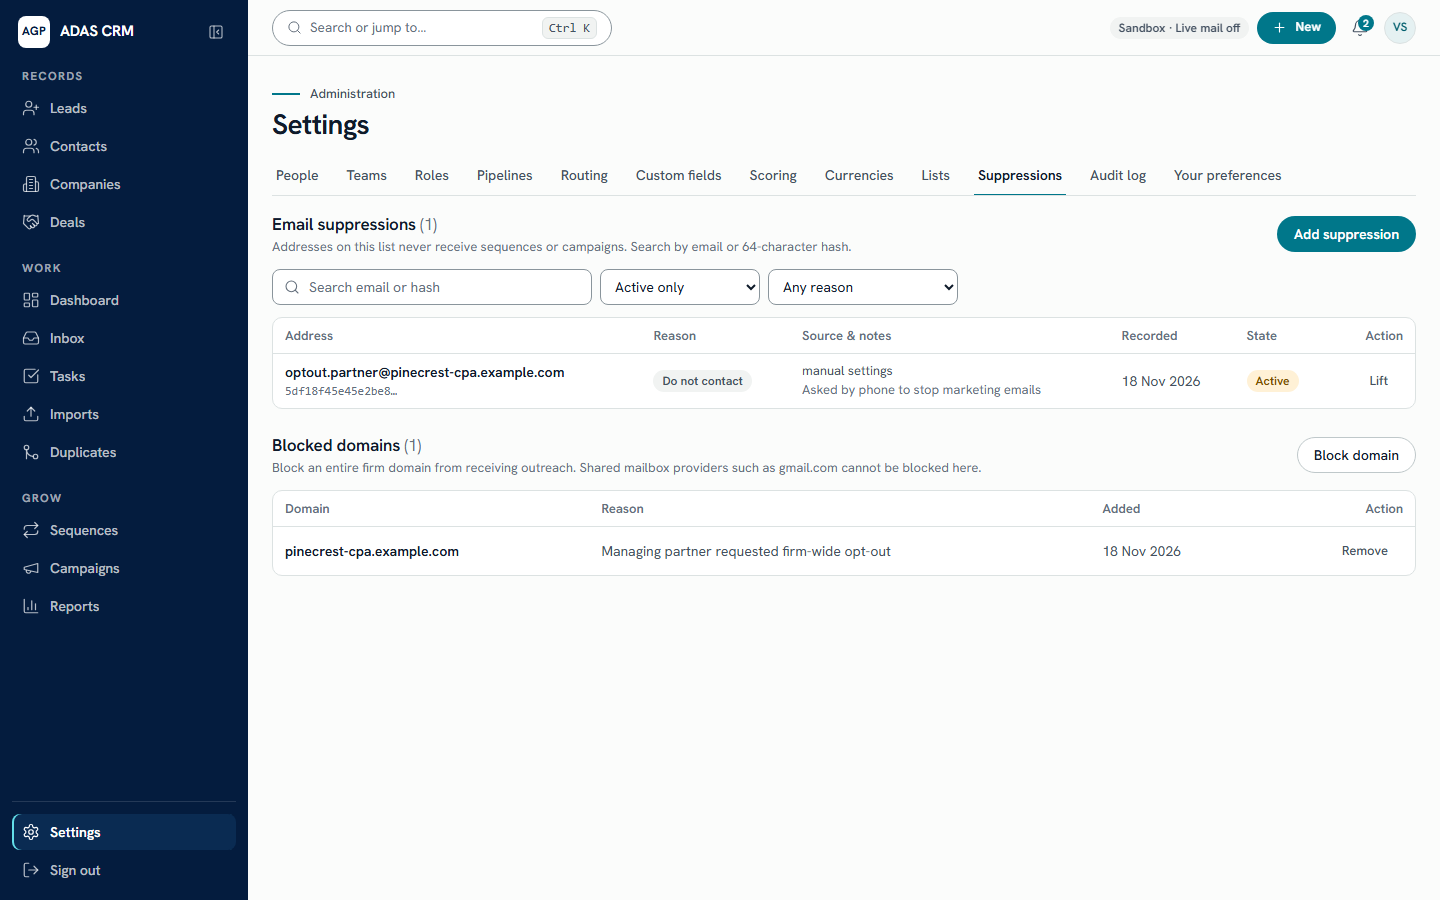 AGP ADAS CRM
RECORDS
Leads
Contacts
Companies
Deals
WORK
Dashboard
Inbox
Tasks
Imports
Duplicates
GROW
Sequences
Campaigns
Reports
Settings
Sign out
Search or jump to... Ctrl K
Sandbox · Live mail off
New
2
VS
Administration
Settings
People Teams Roles Pipelines Routing Custom fields Scoring Currencies Lists Suppressions Audit log Your preferences
Email suppressions (1)
Addresses on this list never receive sequences or campaigns. Search by email or 64-character hash.
Add suppression
Search email or hash Active only Any reason
Address Reason Source & notes Recorded State Action
optout.partner@pinecrest-cpa.example.com
5df18f45e45e2be8…
Do not contact
manual settings
Asked by phone to stop marketing emails
18 Nov 2026 Active Lift
Blocked domains (1)
Block an entire firm domain from receiving outreach. Shared mailbox providers such as gmail.com cannot be blocked here.
Block domain
Domain Reason Added Action
pinecrest-cpa.example.com Managing partner requested firm-wide opt-out 18 Nov 2026 Remove